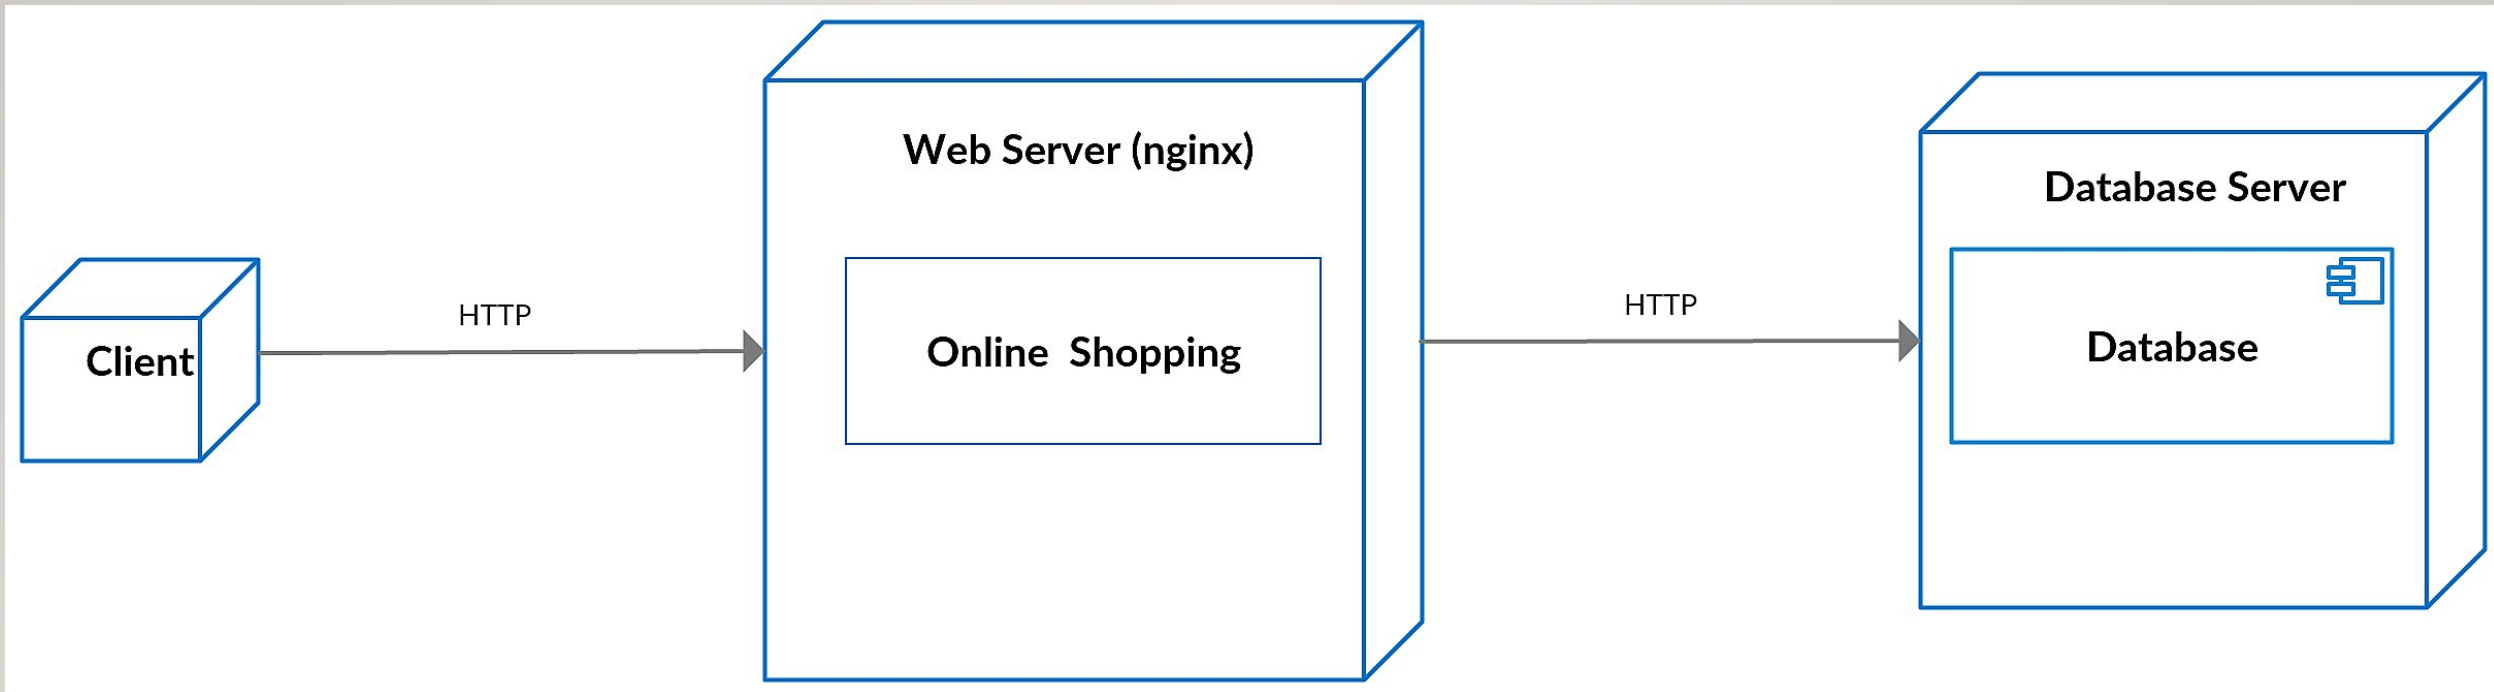 Web Server (nginx)
Database Server
HTTP
HTTP
Client
Online  Shopping
Database